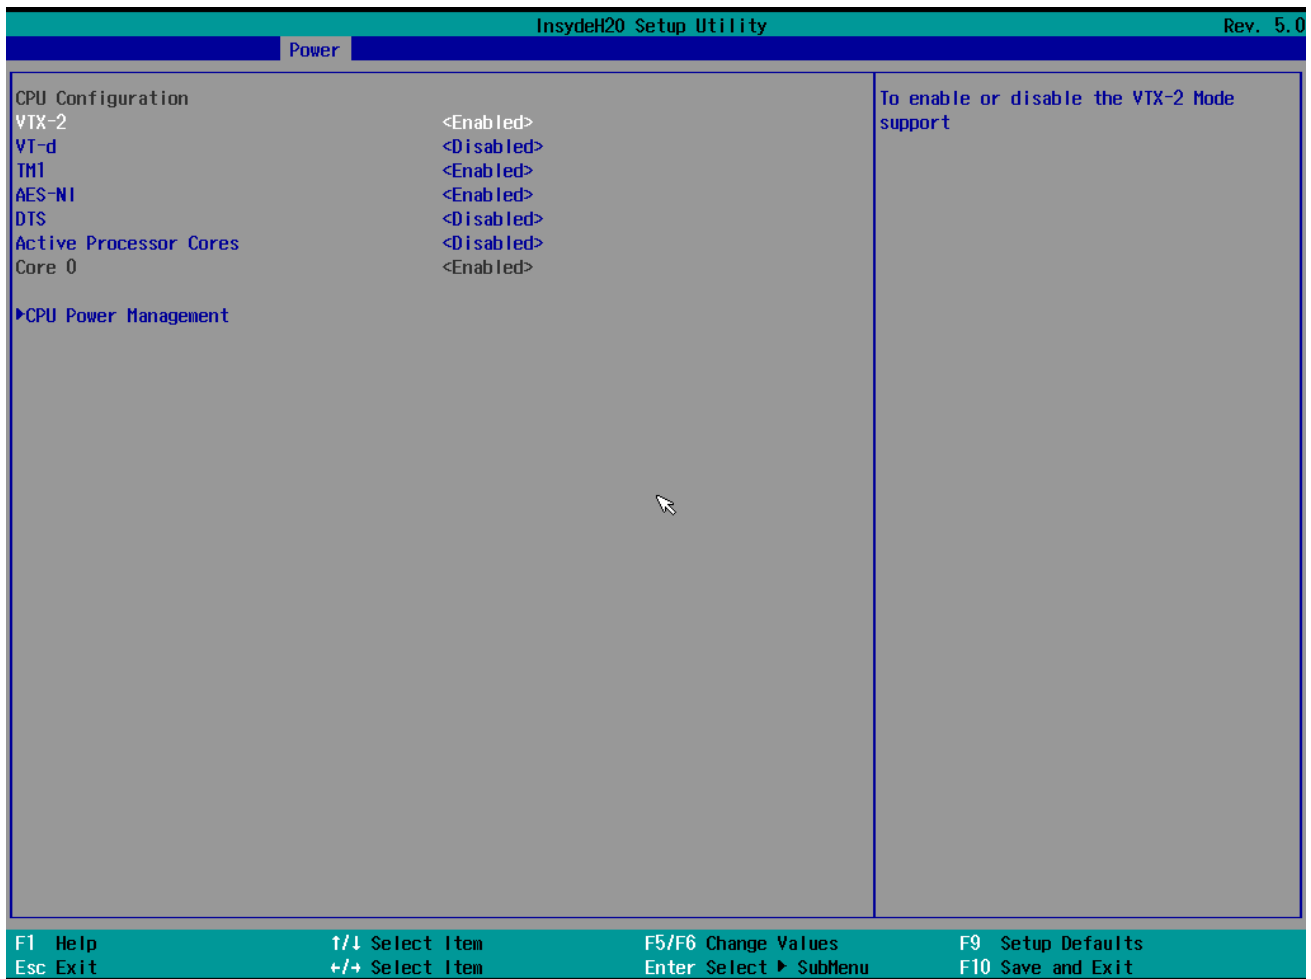 InsydeH20 Setup Utility Rev. 5.0
Power
CPU Configuration
VTX-2 <Enabled>
VT-d <Disabled>
TM1 <Enabled>
AES-NI <Enabled>
DTS <Disabled>
Active Processor Cores <Disabled>
Core 0 <Enabled>
▶CPU Power Management
To enable or disable the VTX-2 Mode
support
F1 Help ↑/↓ Select Item F5/F6 Change Values F9 Setup Defaults
Esc Exit ←/→ Select Item Enter Select ▶ SubMenu F10 Save and Exit